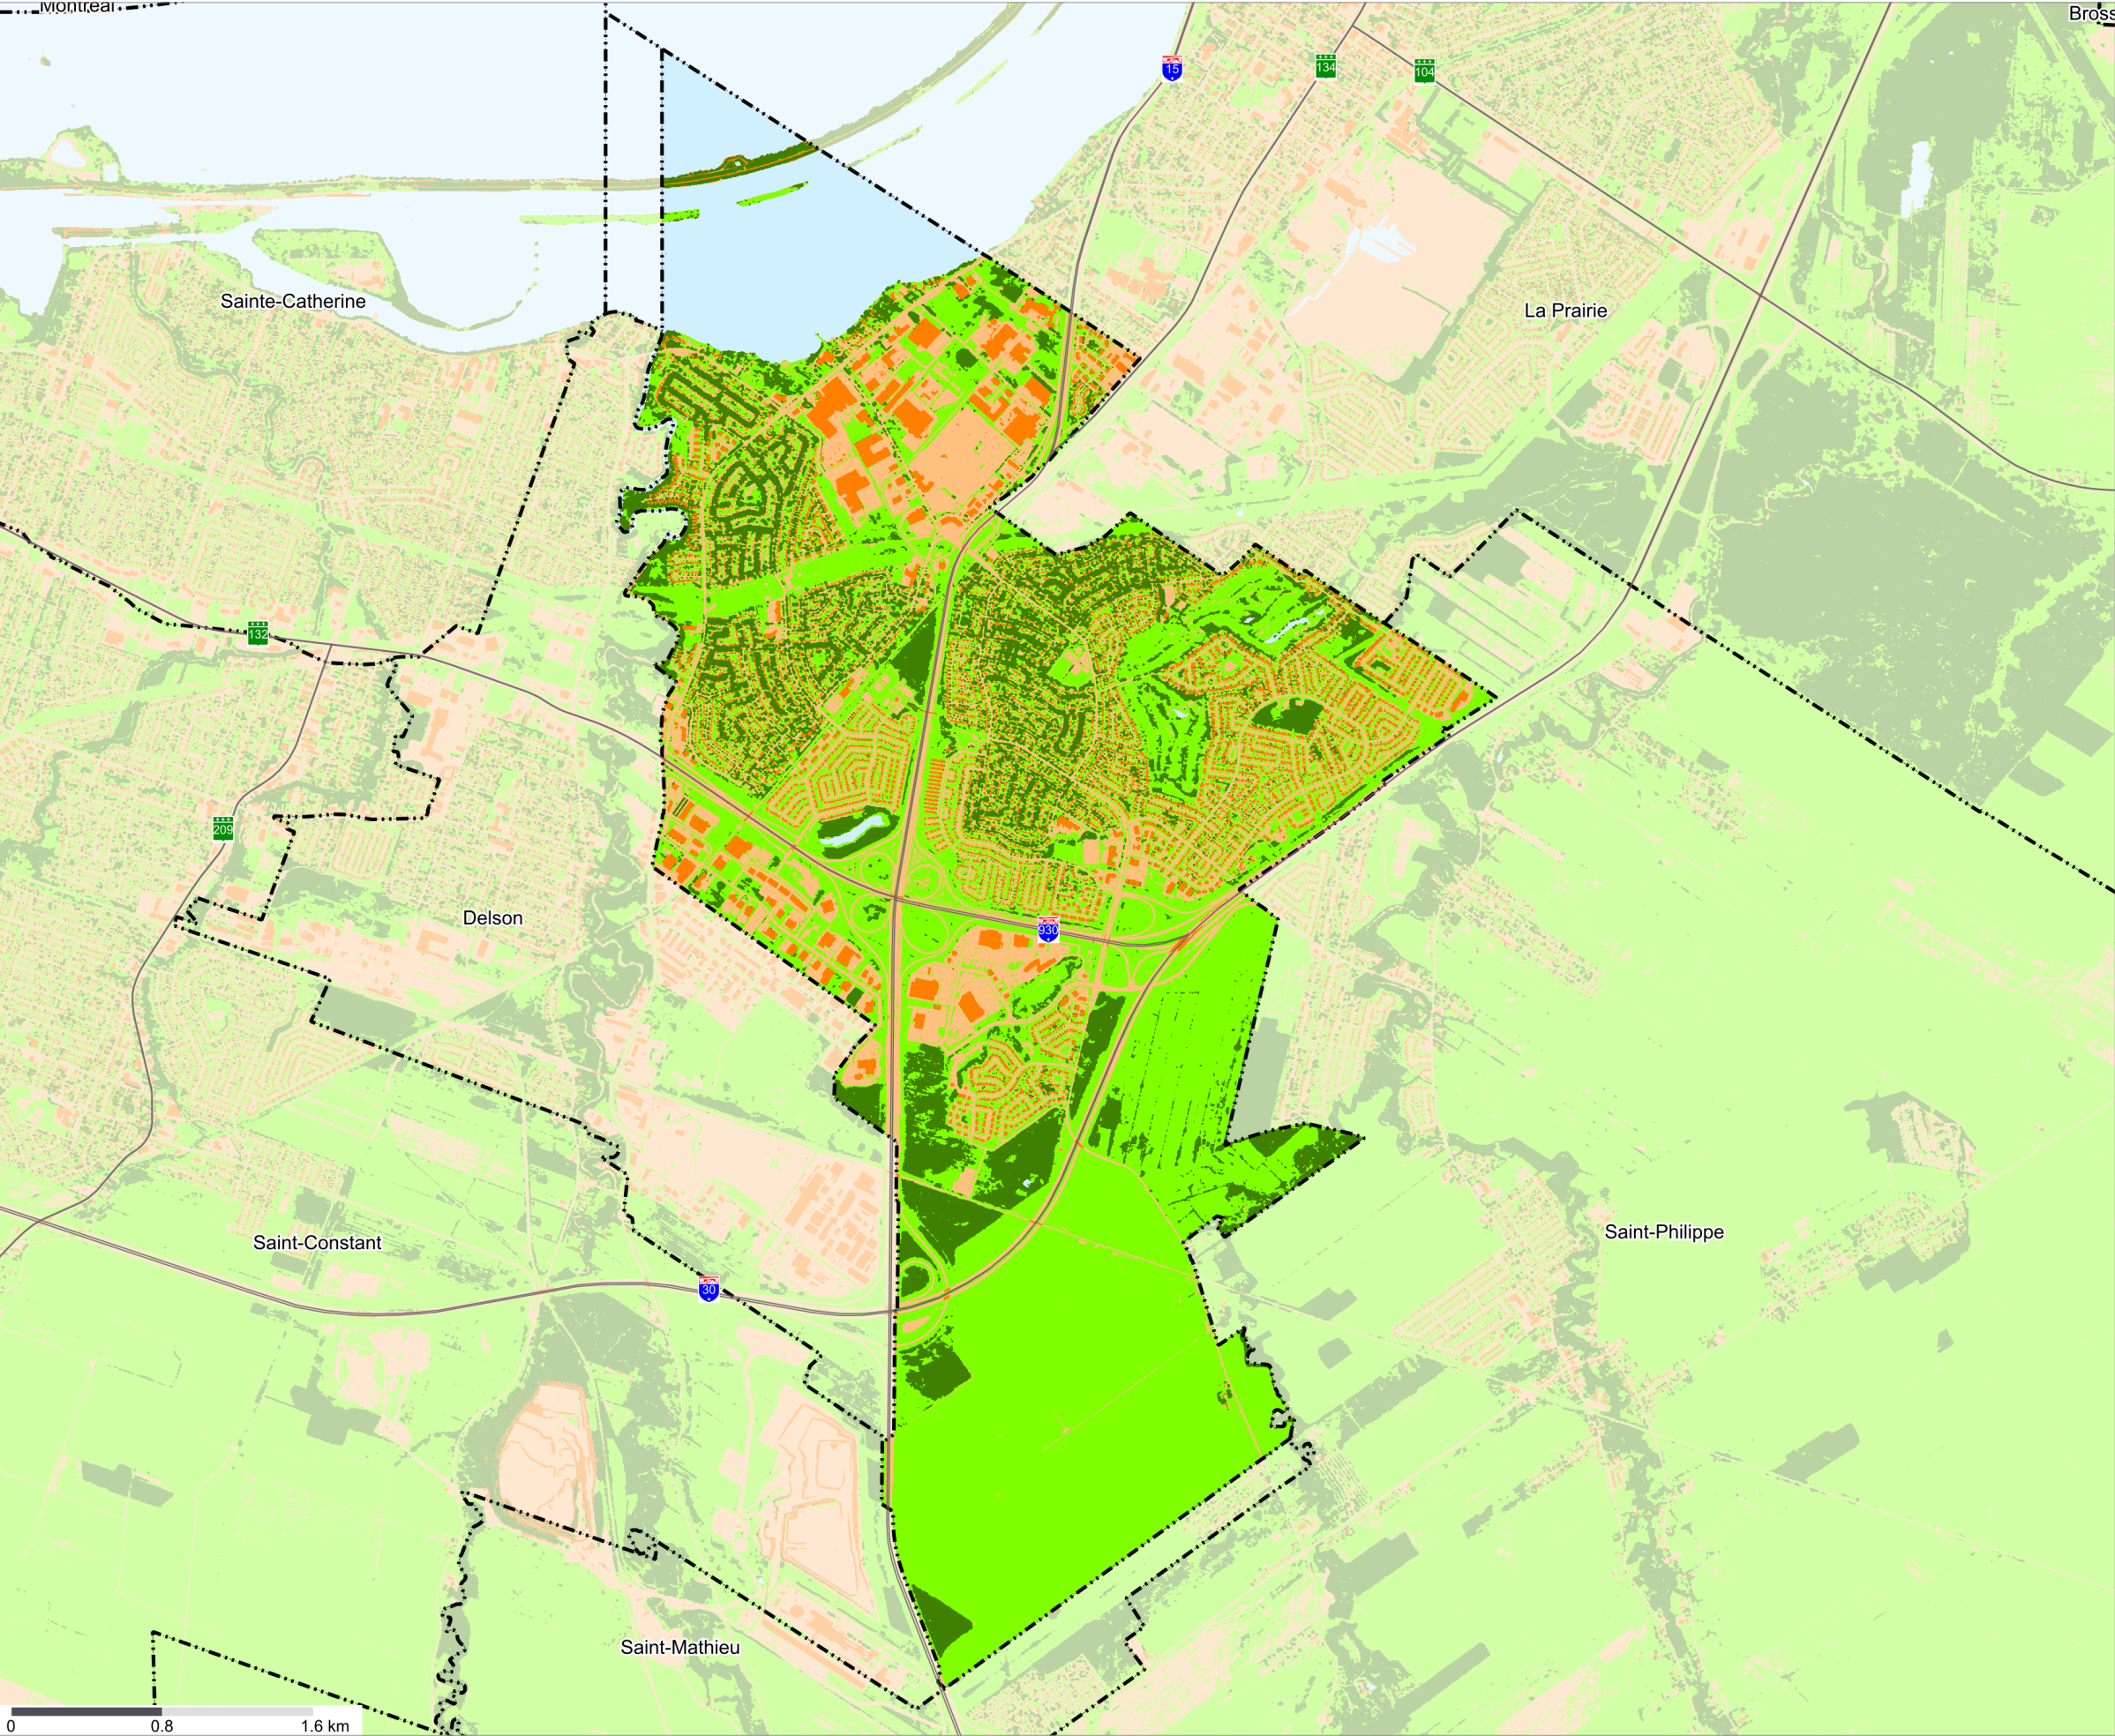 Montréal
Bross
15
134
104
Sainte-Catherine
La Prairie
132
209
Delson
930
Saint-Constant
Saint-Philippe
30
Saint-Mathieu
0 0.8 1.6 km